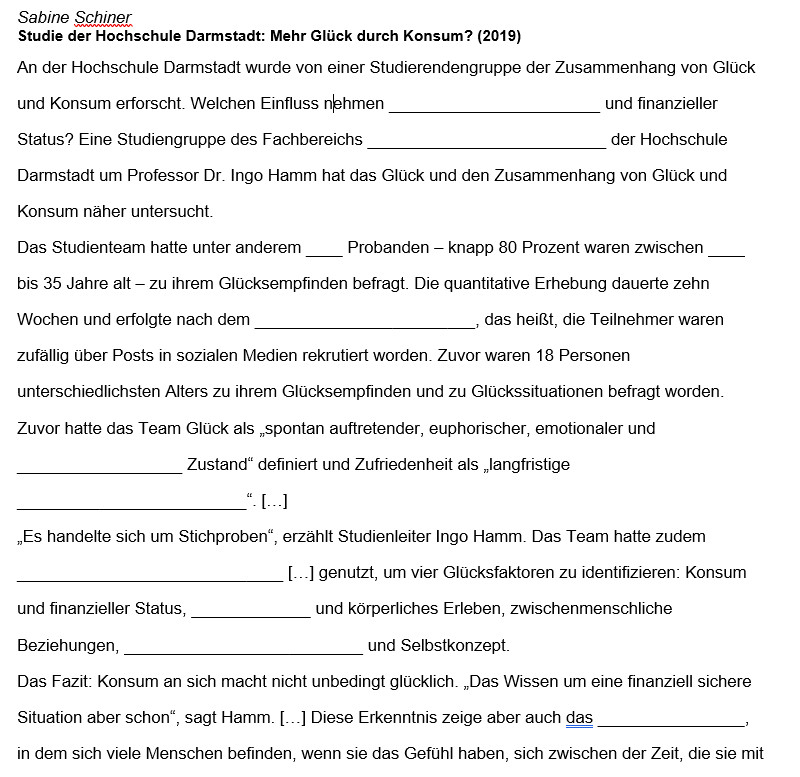 Sabine Schiner
Studie der Hochschule Darmstadt: Mehr Glück durch Konsum? (2019)
An der Hochschule Darmstadt wurde von einer Studierendengruppe der Zusammenhang von Glück
und Konsum erforscht. Welchen Einfluss nehmen _______________________ und finanzieller
Status? Eine Studiengruppe des Fachbereichs __________________________ der Hochschule
Darmstadt um Professor Dr. Ingo Hamm hat das Glück und den Zusammenhang von Glück und
Konsum näher untersucht.
Das Studienteam hatte unter anderem ____ Probanden – knapp 80 Prozent waren zwischen ____
bis 35 Jahre alt – zu ihrem Glücksempfinden befragt. Die quantitative Erhebung dauerte zehn
Wochen und erfolgte nach dem ________________________, das heißt, die Teilnehmer waren
zufällig über Posts in sozialen Medien rekrutiert worden. Zuvor waren 18 Personen
unterschiedlichsten Alters zu ihrem Glücksempfinden und zu Glückssituationen befragt worden.
Zuvor hatte das Team Glück als „spontan auftretender, euphorischer, emotionaler und
__________________ Zustand“ definiert und Zufriedenheit als „langfristige
_________________________“. […]
„Es handelte sich um Stichproben“, erzählt Studienleiter Ingo Hamm. Das Team hatte zudem
_____________________________ […] genutzt, um vier Glücksfaktoren zu identifizieren: Konsum
und finanzieller Status, _____________ und körperliches Erleben, zwischenmenschliche
Beziehungen, __________________________ und Selbstkonzept.
Das Fazit: Konsum an sich macht nicht unbedingt glücklich. „Das Wissen um eine finanziell sichere
Situation aber schon“, sagt Hamm. […] Diese Erkenntnis zeige aber auch das ________________,
in dem sich viele Menschen befinden, wenn sie das Gefühl haben, sich zwischen der Zeit, die sie mit